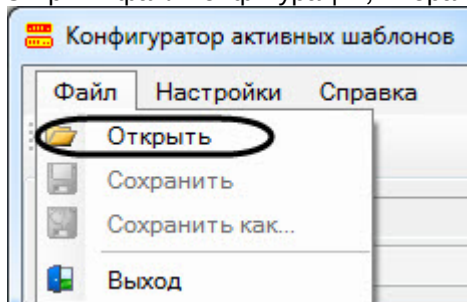 Конфигуратор активных шаблонов
Файл Настройки Справка
Открыть
Сохранить
Сохранить как...
Выход